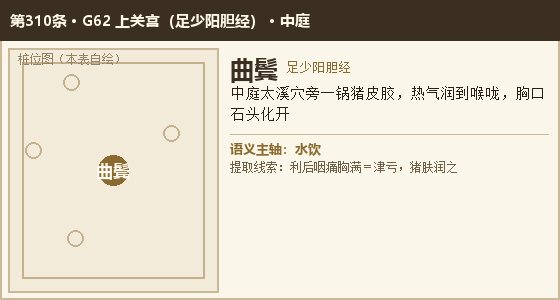 第310条・G62 上关宫（足少阳胆经）・中庭
桩位图（本表自绘）
曲鬓
曲鬓 足少阳胆经
中庭太溪穴旁一锅猪皮胶，热气润到喉咙，胸口
石头化开
语义主轴：水饮
提取线索：利后咽痛胸满＝津亏，猪肤润之